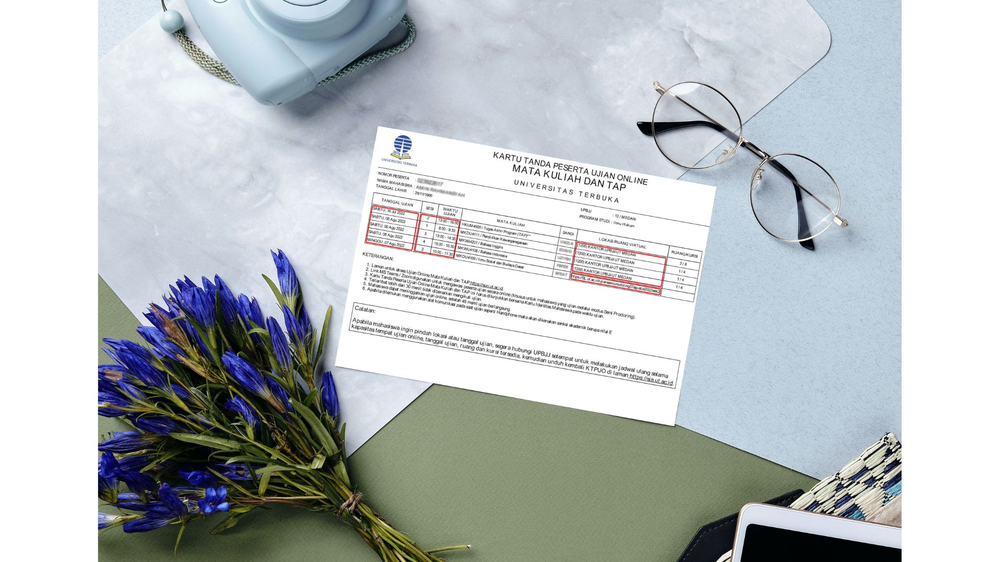 UNIVERSITAS TERBUKA
KARTU TANDA PESERTA UJIAN ONLINE
MATA KULIAH DAN TAP
UNIVERSITAS TERBUKA
NOMOR PESERTA :
NAMA MAHASISWA : AMIN RAHMANSYAH
TANGGAL LAHIR : 25/11/1966
UPBJJ : 12 / MEDAN
PROGRAM STUDI : Ilmu Hukum
TANGGAL UJIAN SESI WAKTU UJIAN MATA KULIAH SANDI LOKASI/RUANG VIRTUAL RUANG/KURSI
SABTU, 16 Jul 2022 2 13:00 - 16:00 HKUM4500 / Tugas Akhir Program (TAP)** (1200) KANTOR UPBJJ-UT MEDAN 2 / 8
SABTU, 06 Agu 2022 1 8:00 - 9:30 MKDU4111 / Pendidikan Kewarganegaraan (1200) KANTOR UPBJJ-UT MEDAN 1 / 4
SABTU, 06 Agu 2022 3 13:00 - 14:30 MKWI4201 / Bahasa Inggris (1200) KANTOR UPBJJ-UT MEDAN 1 / 4
SABTU, 06 Agu 2022 4 15:00 - 16:30 MKWU4108 / Bahasa Indonesia (1200) KANTOR UPBJJ-UT MEDAN 1 / 4
MINGGU, 07 Agu 2022 2 10:00 - 11:30 MKDU4109 / Ilmu Sosial dan Budaya Dasar https://SL.ut.ac.id/ujiansemiproctoring07agustus2022ses2
KETERANGAN:
1. Laman untuk akses Ujian Online Mata Kuliah dan TAP https://suo.ut.ac.id
2. Link MS Teams / Zoom digunakan untuk mengawasi peserta ujian secara online (khusus untuk mahasiswa yang ujian melalui modus Semi Proctoring).
3. Kartu Tanda Peserta Ujian Online Mata Kuliah dan TAP ini harus ditunjukkan bersama Kartu Identitas Mahasiswa pada waktu ujian.
4. Terlambat lebih dari 30 menit tidak dibenarkan mengikuti ujian.
5. Mahasiswa dapat meninggalkan ujian online, setelah 45 menit ujian berlangsung.
6. Apabila ditemukan menggunakan alat komunikasi pada saat ujian seperti Handphone maka akan dikenakan sanksi akademik berupa nilai E
Catatan:
Apabila mahasiswa ingin pindah lokasi atau tanggal ujian, segera hubungi UPBJJ setempat untuk melakukan jadwal ulang selama
kapasitas tempat ujian online, tanggal ujian, ruang dan kursi tersedia, kemudian unduh kembali KTPUO di laman https://sia.ut.ac.id.